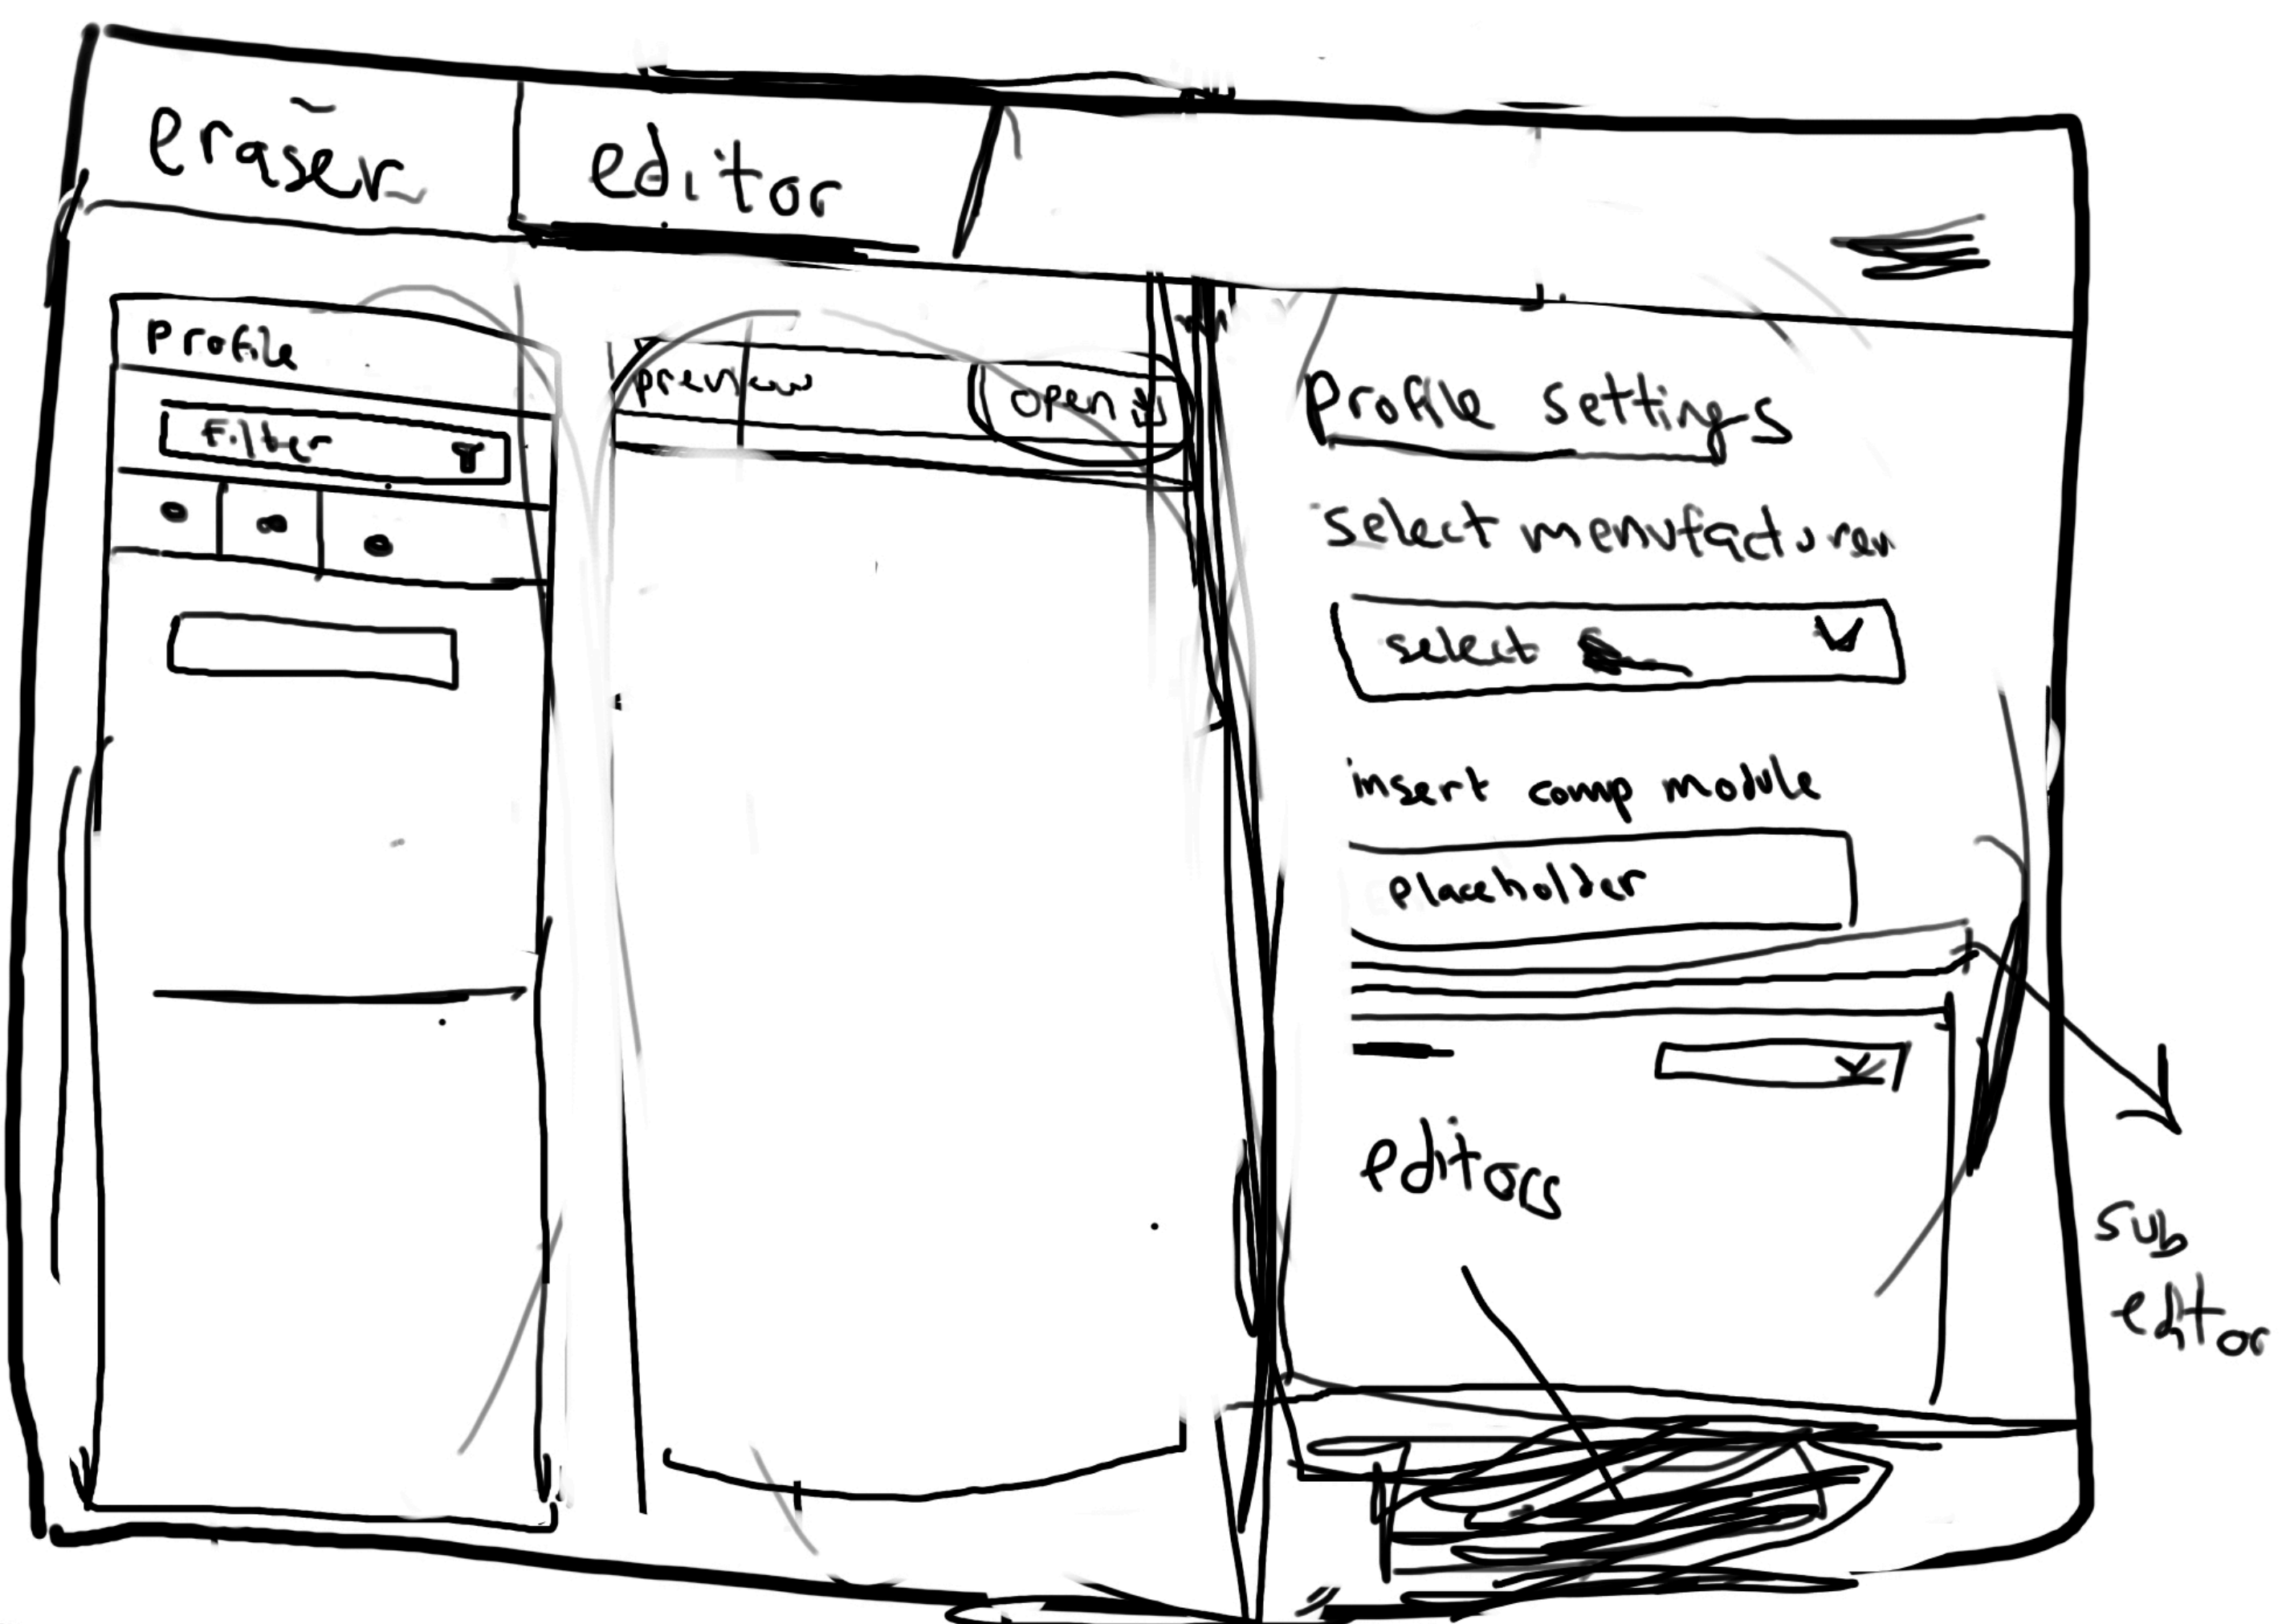 eraser
editor
profile
filter
preview
open
profile settings
select menufacturer
select
insert comp module
placeholder
editors
sub
editor